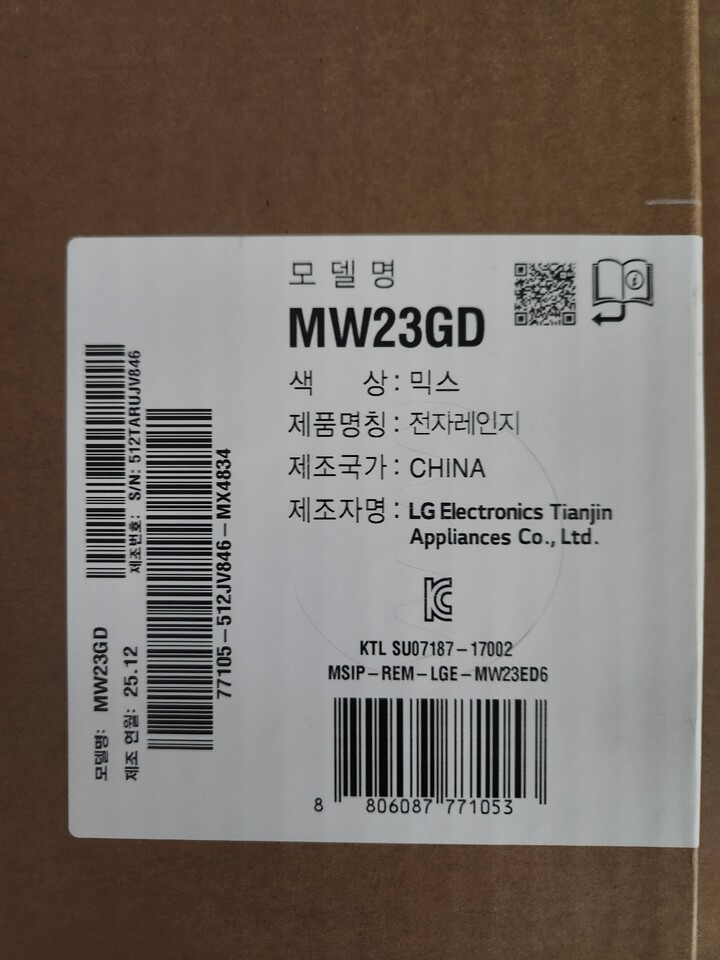 모델명
MW23GD
색 상 : 믹스
제품명칭 : 전자레인지
제조국가 : CHINA
제조자명 : LG Electronics Tianjin
Appliances Co., Ltd.
KTL SU07187-17002
MSIP-REM-LGE-MW23ED6
8 806087 771053
모델명: MW23GD
제조 연월: 25.12
제조번호: S/N: 512TARUJV846
77105-512JV846-MX4834